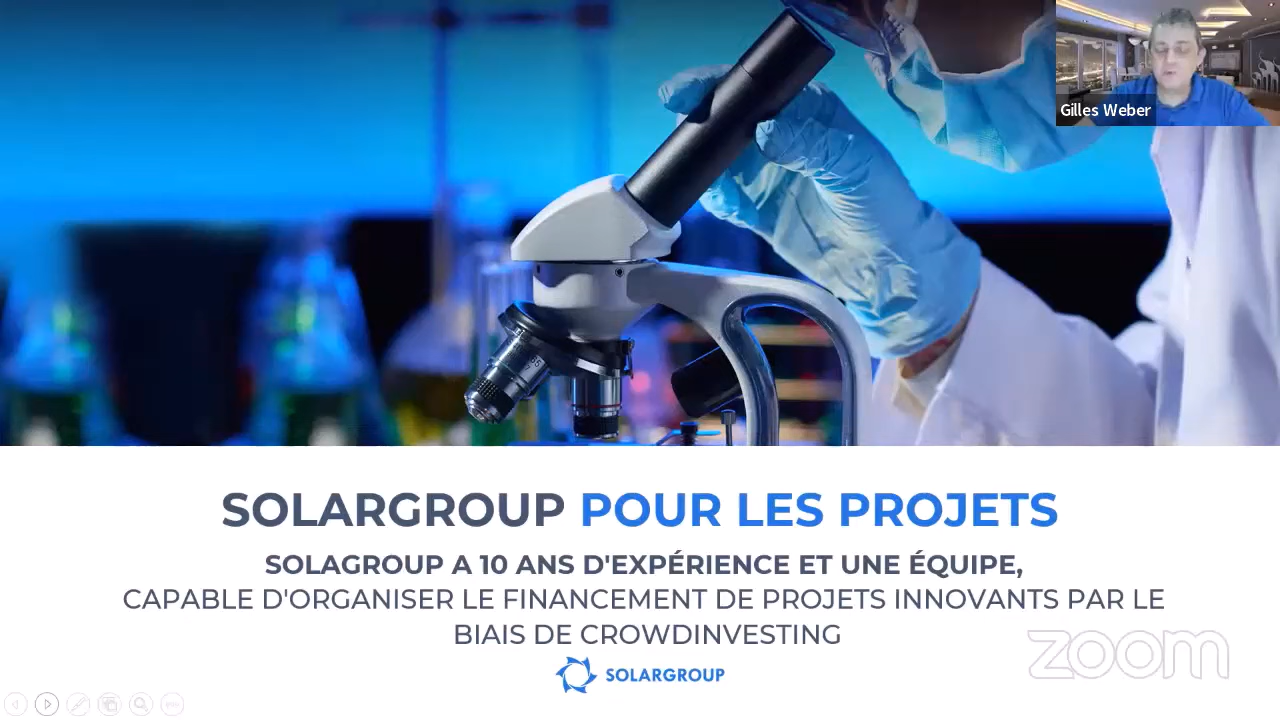 Gilles Weber
SOLARGROUP POUR LES PROJETS
SOLAGROUP A 10 ANS D'EXPÉRIENCE ET UNE ÉQUIPE,
CAPABLE D'ORGANISER LE FINANCEMENT DE PROJETS INNOVANTS PAR LE
BIAIS DE CROWDINVESTING
zoom
SOLARGROUP